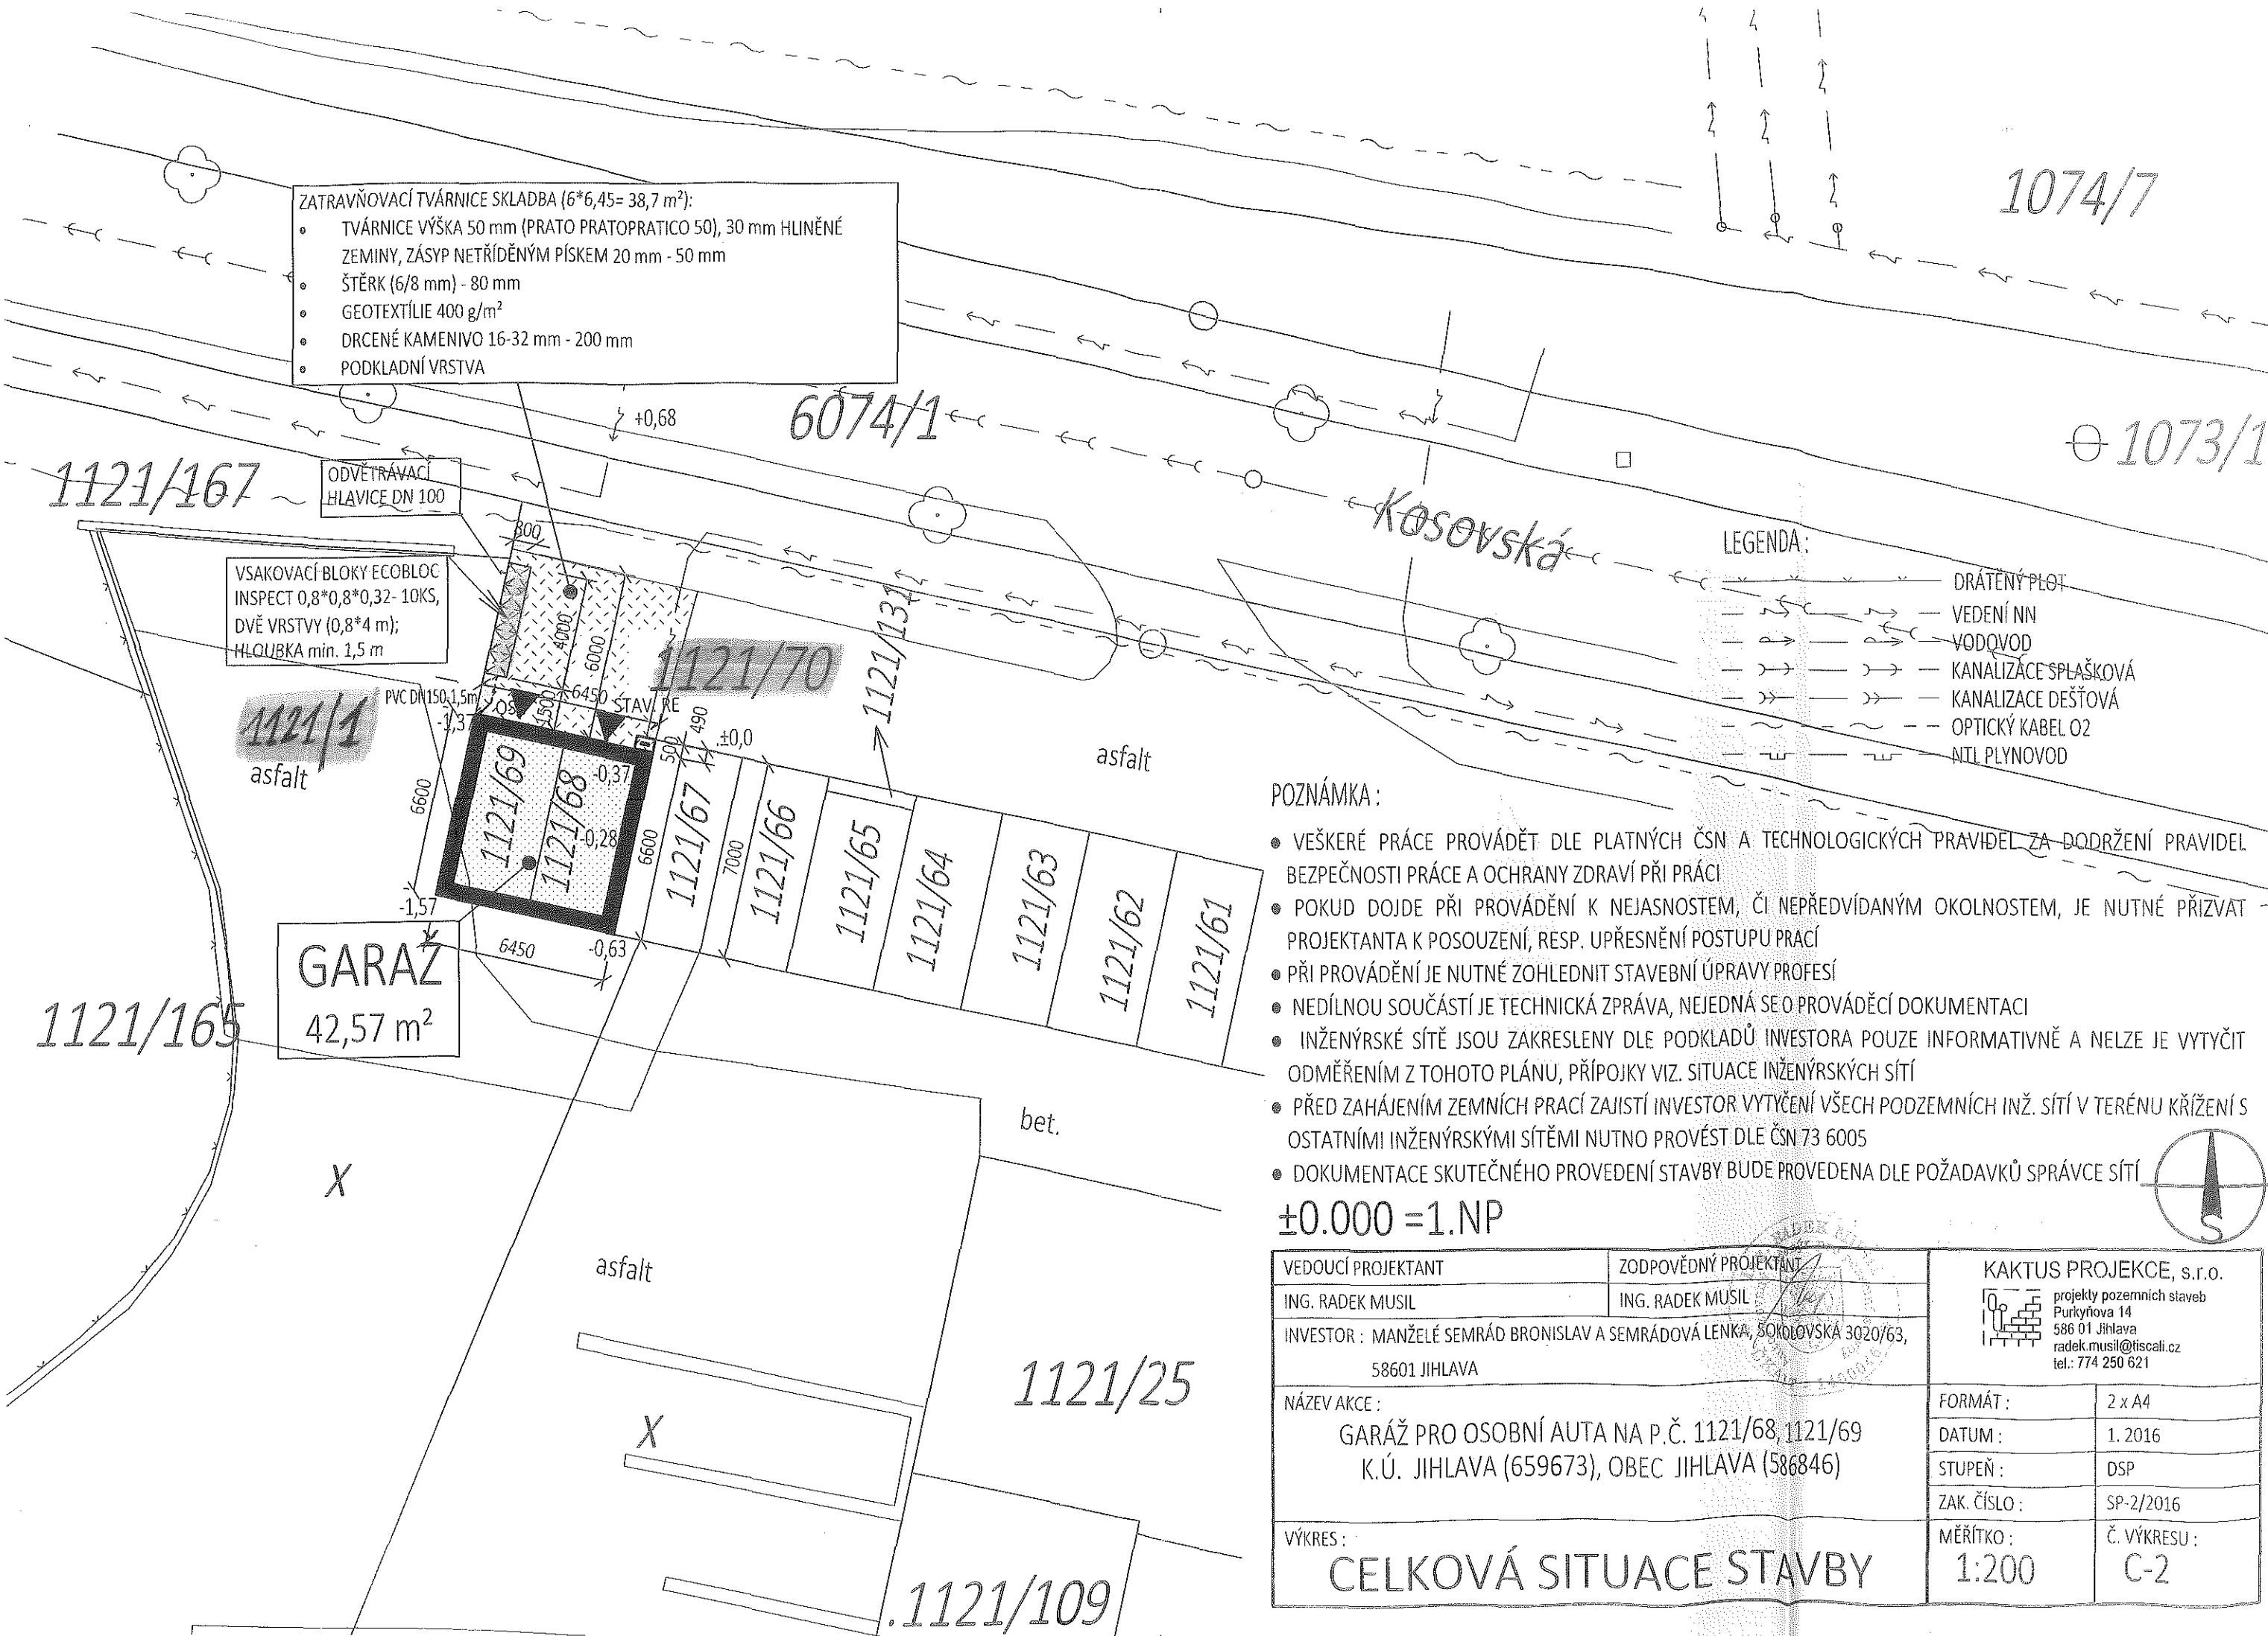 1074/7
ZATRAVŇOVACÍ TVÁRNICE SKLADBA (6*6,45= 38,7 m²):
• TVÁRNICE VÝŠKA 50 mm (PRATO PRATOPRATICO 50), 30 mm HLINĚNÉ
ZEMINY, ZÁSYP NETŘÍDĚNÝM PÍSKEM 20 mm - 50 mm
• ŠTĚRK (6/8 mm) - 80 mm
• GEOTEXTÍLIE 400 g/m²
• DRCENÉ KAMENIVO 16-32 mm - 200 mm
• PODKLADNÍ VRSTVA
+0,68
6074/1
1073/1
1121/167
ODVĚTRÁVACÍ
HLAVICE DN 100
Kosovská
800
VSAKOVACÍ BLOKY ECOBLOC
INSPECT 0,8*0,8*0,32- 10KS,
DVĚ VRSTVY (0,8*4 m);
HLOUBKA min. 1,5 m
4000
6000
1121/70
1121/131
1121/1
asfalt
PVC DN150-1,5m
-1,37
OŠ
1500
6450
STAV. RE
490
500
±0,0
asfalt
6600
1121/69
1121/68
-0,37
-0,28
6600
1121/67
7000
1121/66
1121/65
1121/64
1121/63
1121/62
1121/61
-1,57
6450
-0,63
GARÁŽ
42,57 m²
1121/165
bet.
X
asfalt
X
1121/25
.1121/109
LEGENDA :
DRÁTĚNÝ PLOT
VEDENÍ NN
VODOVOD
KANALIZACE SPLAŠKOVÁ
KANALIZACE DEŠŤOVÁ
OPTICKÝ KABEL O2
NTL PLYNOVOD
POZNÁMKA :
• VEŠKERÉ PRÁCE PROVÁDĚT DLE PLATNÝCH ČSN A TECHNOLOGICKÝCH PRAVIDEL ZA DODRŽENÍ PRAVIDEL
BEZPEČNOSTI PRÁCE A OCHRANY ZDRAVÍ PŘI PRÁCI
• POKUD DOJDE PŘI PROVÁDĚNÍ K NEJASNOSTEM, ČI NEPŘEDVÍDANÝM OKOLNOSTEM, JE NUTNÉ PŘIZVAT
PROJEKTANTA K POSOUZENÍ, RESP. UPŘESNĚNÍ POSTUPU PRACÍ
• PŘI PROVÁDĚNÍ JE NUTNÉ ZOHLEDNIT STAVEBNÍ ÚPRAVY PROFESÍ
• NEDÍLNOU SOUČÁSTÍ JE TECHNICKÁ ZPRÁVA, NEJEDNÁ SE O PROVÁDĚCÍ DOKUMENTACI
• INŽENÝRSKÉ SÍTĚ JSOU ZAKRESLENY DLE PODKLADŮ INVESTORA POUZE INFORMATIVNĚ A NELZE JE VYTYČIT
ODMĚŘENÍM Z TOHOTO PLÁNU, PŘÍPOJKY VIZ. SITUACE INŽENÝRSKÝCH SÍTÍ
• PŘED ZAHÁJENÍM ZEMNÍCH PRACÍ ZAJISTÍ INVESTOR VYTYČENÍ VŠECH PODZEMNÍCH INŽ. SÍTÍ V TERÉNU KŘÍŽENÍ S
OSTATNÍMI INŽENÝRSKÝMI SÍTĚMI NUTNO PROVÉST DLE ČSN 73 6005
• DOKUMENTACE SKUTEČNÉHO PROVEDENÍ STAVBY BUDE PROVEDENA DLE POŽADAVKŮ SPRÁVCE SÍTÍ
S
±0.000 =1.NP
VEDOUCÍ PROJEKTANT
ZODPOVĚDNÝ PROJEKTANT
ING. RADEK MUSIL
ING. RADEK MUSIL
INVESTOR : MANŽELÉ SEMRÁD BRONISLAV A SEMRÁDOVÁ LENKA, SOKOLOVSKÁ 3020/63,
58601 JIHLAVA
NÁZEV AKCE :
GARÁŽ PRO OSOBNÍ AUTA NA P.Č. 1121/68, 1121/69
K.Ú. JIHLAVA (659673), OBEC JIHLAVA (586846)
VÝKRES :
CELKOVÁ SITUACE STAVBY
KAKTUS PROJEKCE, s.r.o.
projekty pozemních staveb
Purkyňova 14
586 01 Jihlava
radek.musil@tiscali.cz
tel.: 774 250 621
FORMÁT : 2 x A4
DATUM : 1. 2016
STUPEŇ : DSP
ZAK. ČÍSLO : SP-2/2016
MĚŘÍTKO : Č. VÝKRESU :
1:200 C-2